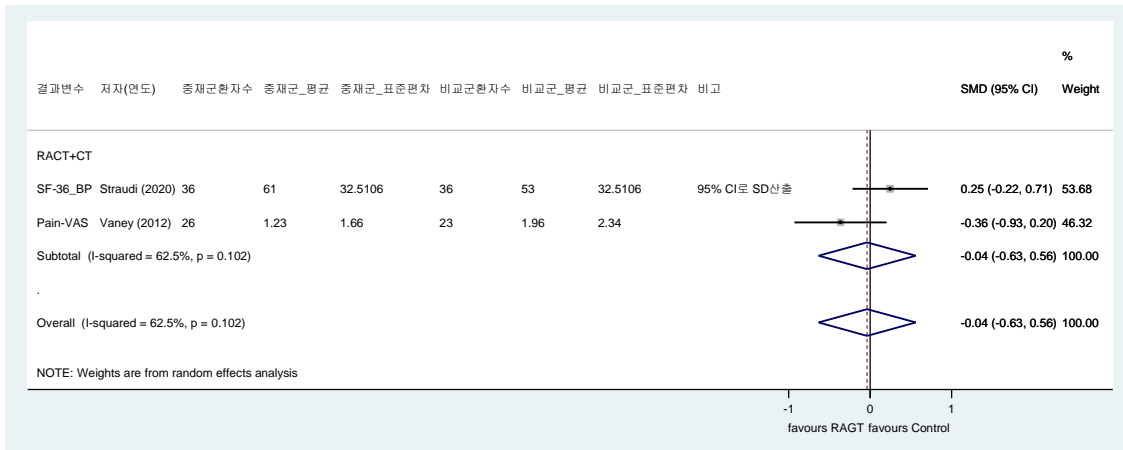 %
결과변수 저자(연도) 중재군환자수 중재군_평균 중재군_표준편차 비교군환자수 비교군_평균 비교군_표준편차 비고 SMD (95% CI) Weight
RACT+CT
SF-36_BP Straudi (2020) 36 61 32.5106 36 53 32.5106 95% CI로 SD산출 0.25 (-0.22, 0.71) 53.68
Pain-VAS Vaney (2012) 26 1.23 1.66 23 1.96 2.34 -0.36 (-0.93, 0.20) 46.32
Subtotal (I-squared = 62.5%, p = 0.102) -0.04 (-0.63, 0.56) 100.00
.
Overall (I-squared = 62.5%, p = 0.102) -0.04 (-0.63, 0.56) 100.00
NOTE: Weights are from random effects analysis
-1 0 1
favours RAGT favours Control